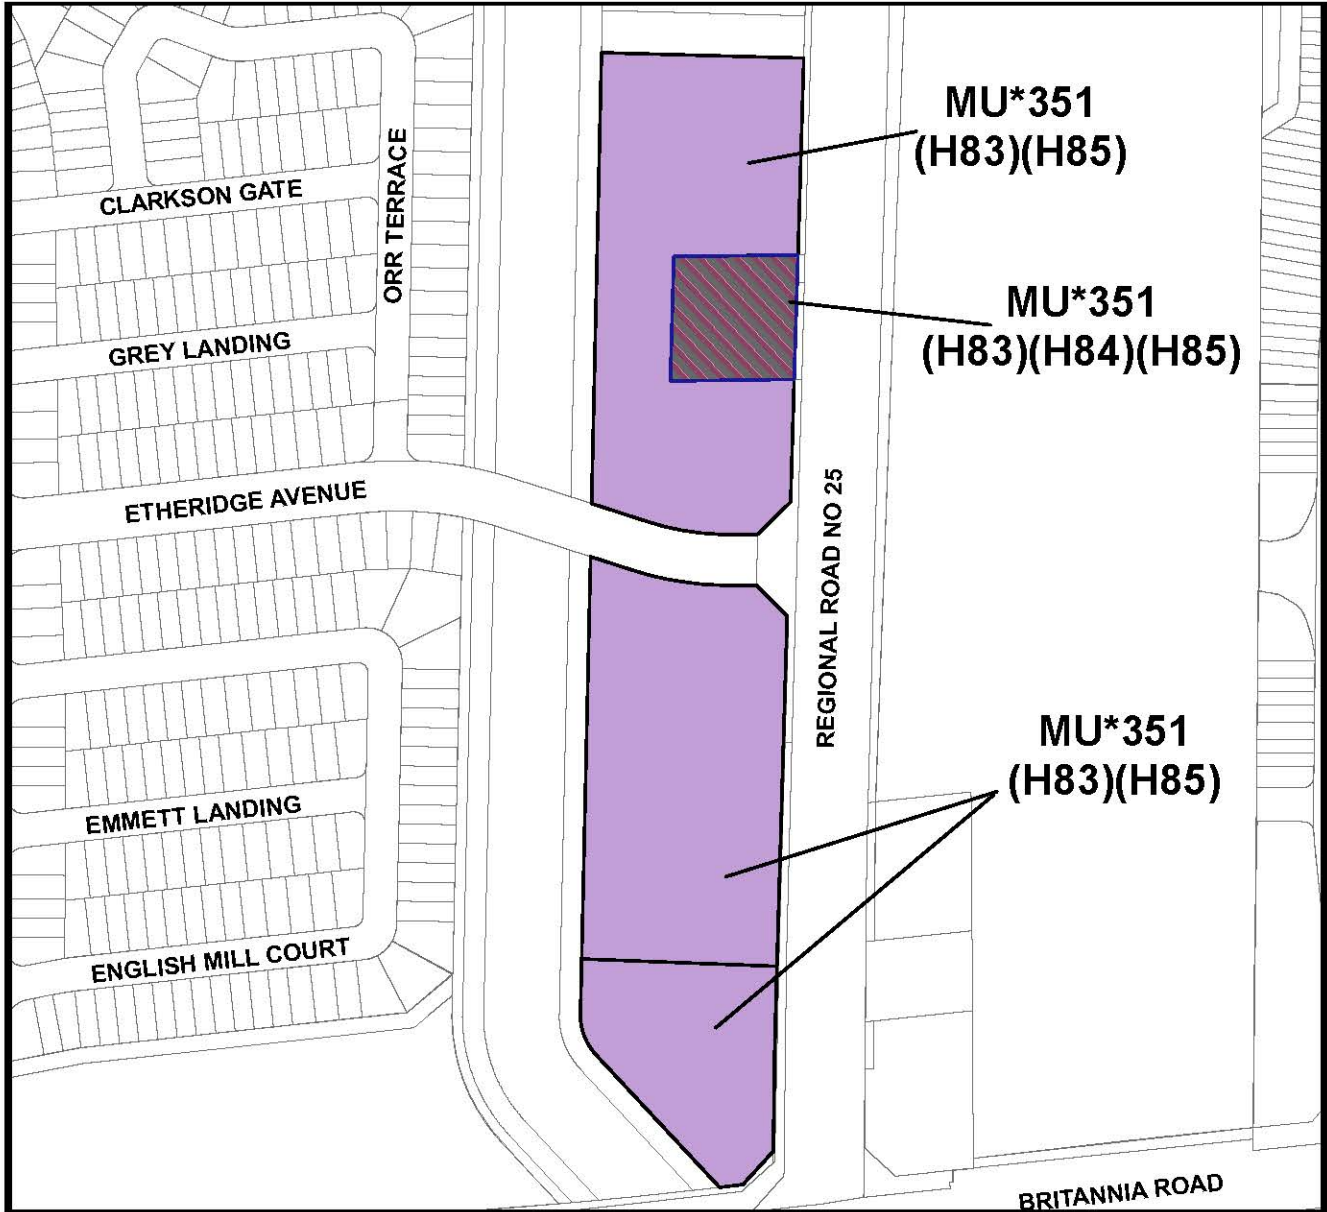 MU*351
(H83)(H85)
ORR TERRACE
CLARKSON GATE
MU*351
(H83)(H84)(H85)
GREY LANDING
ETHERIDGE AVENUE
REGIONAL ROAD NO 25
MU*351
(H83)(H85)
EMMETT LANDING
ENGLISH MILL COURT
BRITANNIA ROAD